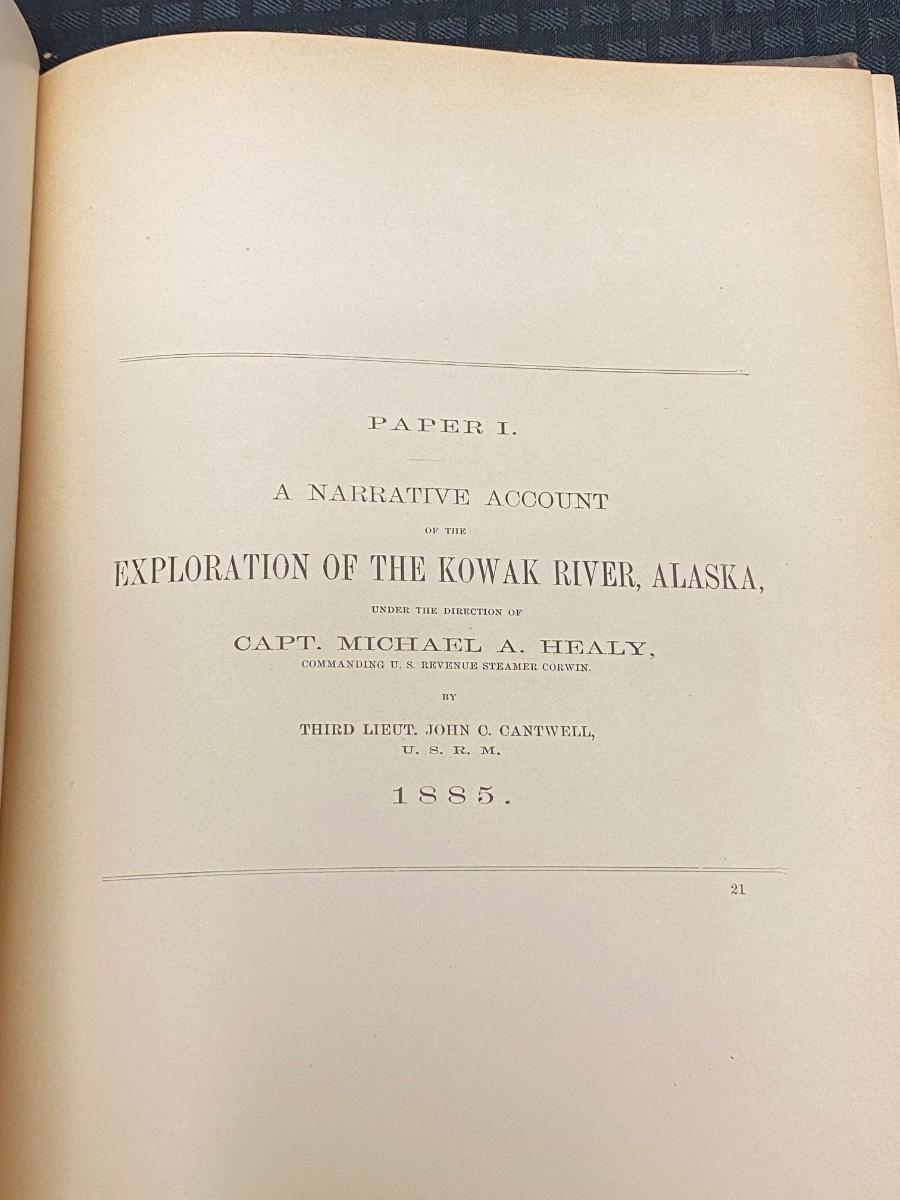 PAPER I.
A NARRATIVE ACCOUNT
OF THE
EXPLORATION OF THE KOWAK RIVER, ALASKA,
UNDER THE DIRECTION OF
CAPT. MICHAEL A. HEALY,
COMMANDING U. S. REVENUE STEAMER CORWIN.
BY
THIRD LIEUT. JOHN C. CANTWELL,
U. S. R. M.
1885.
21